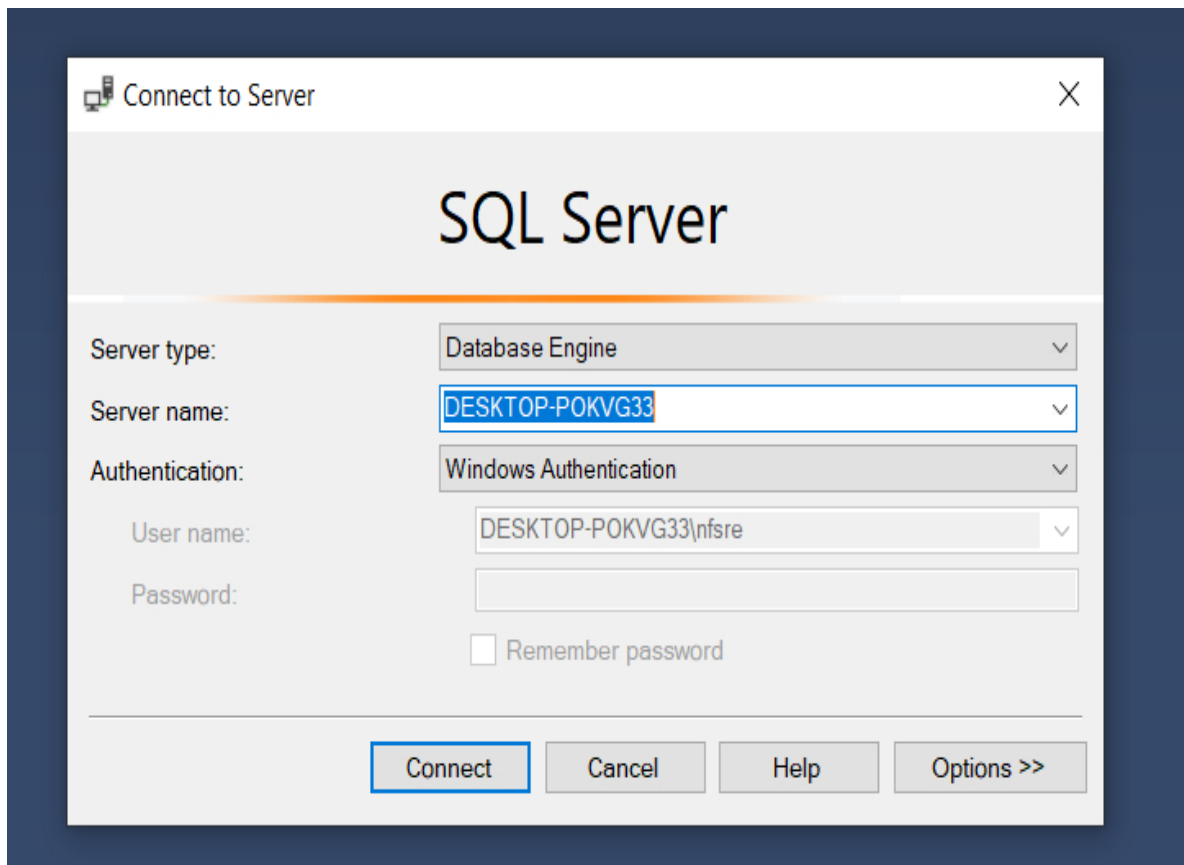 Connect to Server
SQL Server
Server type: Database Engine
Server name: DESKTOP-POKVG33
Authentication: Windows Authentication
User name: DESKTOP-POKVG33\nfsre
Password:
Remember password
Connect Cancel Help Options >>